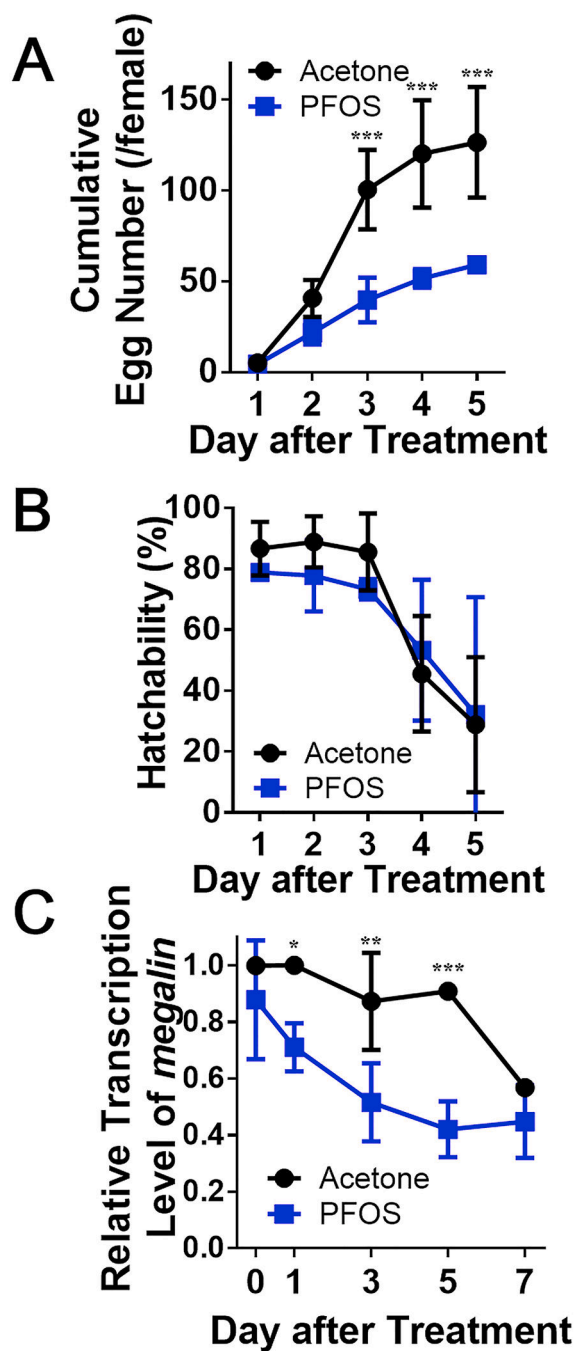 A
Cumulative
Egg Number (/female)
150
100
50
0
Acetone
PFOS
***
***
***
1 2 3 4 5
Day after Treatment
B
Hatchability (%)
100
80
60
40
20
0
Acetone
PFOS
1 2 3 4 5
Day after Treatment
C
Relative Transcription
Level of megalin
1.0
0.8
0.6
0.4
0.2
0.0
*
**
***
Acetone
PFOS
0 1 3 5 7
Day after Treatment